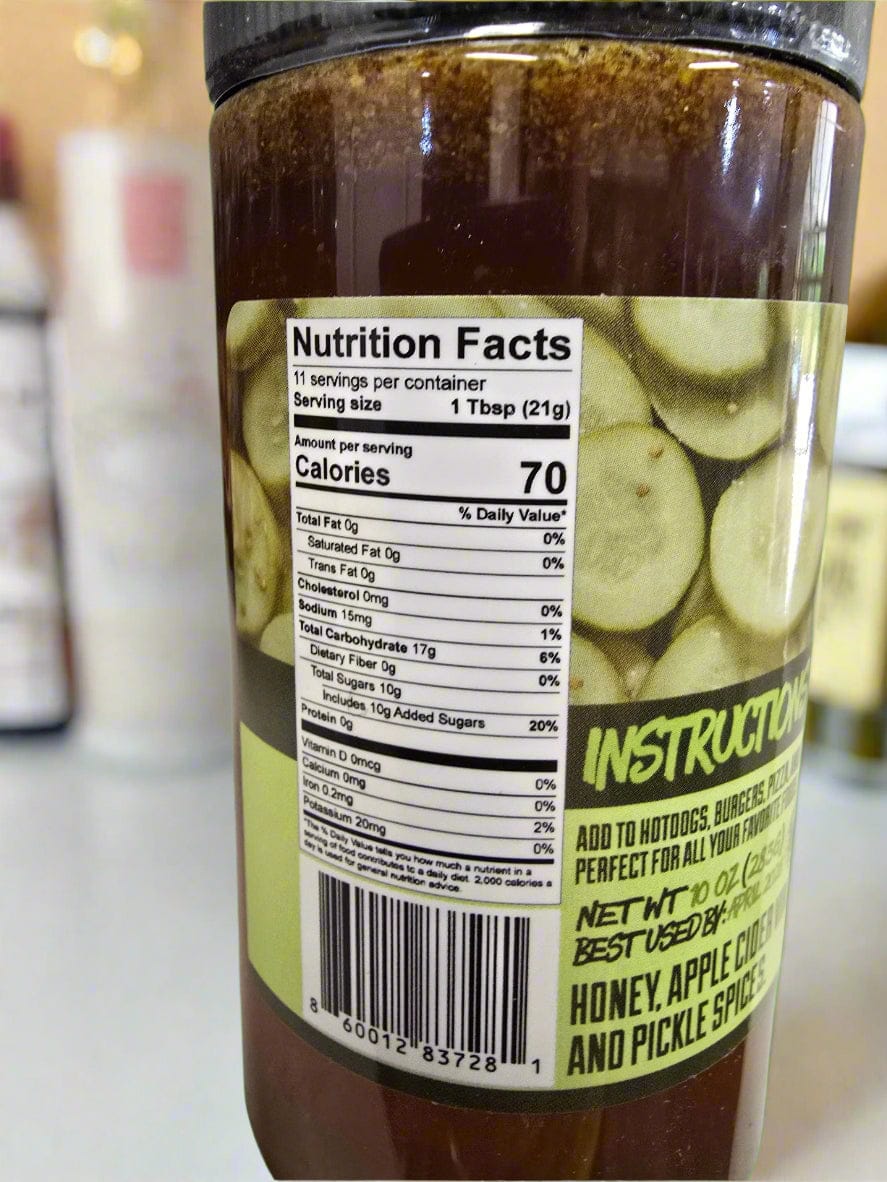 Nutrition Facts
11 servings per container
Serving size 1 Tbsp (21g)
Amount per serving
Calories 70
% Daily Value*
Total Fat 0g 0%
Saturated Fat 0g 0%
Trans Fat 0g
Cholesterol 0mg 0%
Sodium 15mg 1%
Total Carbohydrate 17g 6%
Dietary Fiber 0g 0%
Total Sugars 10g
Includes 10g Added Sugars 20%
Protein 0g
Vitamin D 0mcg 0%
Calcium 0mg 0%
Iron 0.2mg 2%
Potassium 20mg 0%
*The % Daily Value tells you how much a nutrient in a
serving of food contributes to a daily diet. 2,000 calories a
day is used for general nutrition advice.
8 60012 83728 1
INSTRUCTIONS
ADD TO HOTDOGS, BURGERS, PIZZA,
PERFECT FOR ALL YOUR FAVORITE
NET WT 10 OZ
BEST USED BY: APRIL
HONEY, APPLE CIDER
AND PICKLE SPICES.